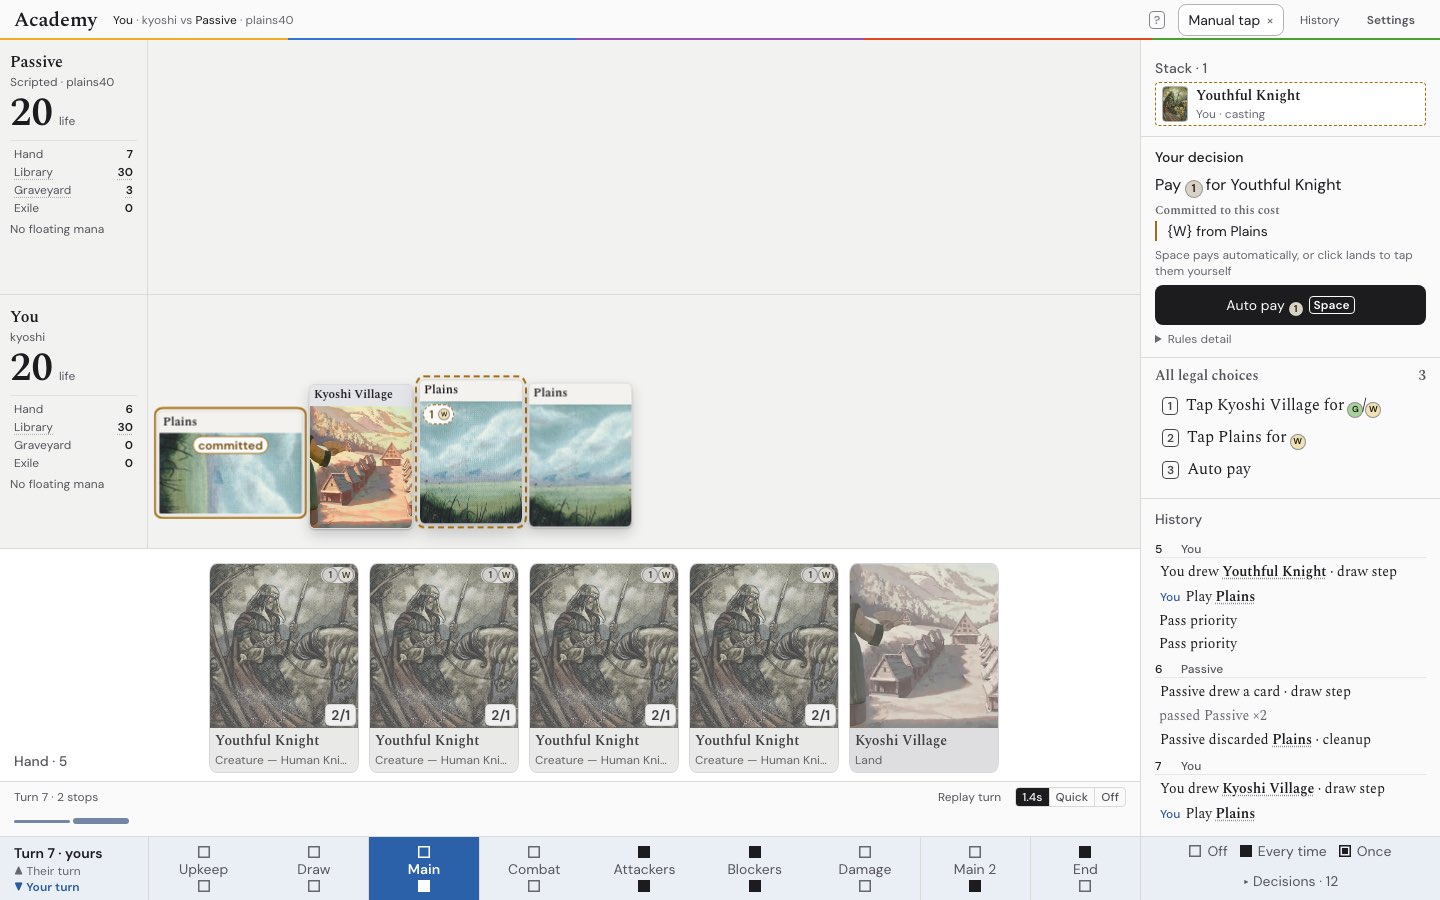 Academy You · kyoshi vs Passive · plains40 ? Manual tap × History Settings
Passive
Scripted · plains40
20 life
Hand 7
Library 30
Graveyard 3
Exile 0
No floating mana
You
kyoshi
20 life
Hand 6
Library 30
Graveyard 0
Exile 0
No floating mana
Plains
committed
Kyoshi Village
Plains
1 W
Plains
Hand · 5
1 W
2/1
Youthful Knight
Creature — Human Kni...
1 W
2/1
Youthful Knight
Creature — Human Kni...
1 W
2/1
Youthful Knight
Creature — Human Kni...
1 W
2/1
Youthful Knight
Creature — Human Kni...
Kyoshi Village
Land
Turn 7 · 2 stops
Replay turn 1.4s Quick Off
Turn 7 · yours
▲ Their turn
▼ Your turn
Upkeep
Draw
Main
Combat
Attackers
Blockers
Damage
Main 2
End
Stack · 1
Youthful Knight
You · casting
Your decision
Pay 1 for Youthful Knight
Committed to this cost
{W} from Plains
Space pays automatically, or click lands to tap
them yourself
Auto pay 1 Space
▶ Rules detail
All legal choices 3
1 Tap Kyoshi Village for G/W
2 Tap Plains for W
3 Auto pay
History
5 You
You drew Youthful Knight · draw step
You Play Plains
Pass priority
Pass priority
6 Passive
Passive drew a card · draw step
passed Passive ×2
Passive discarded Plains · cleanup
7 You
You drew Kyoshi Village · draw step
You Play Plains
Off Every time Once
▸ Decisions · 12